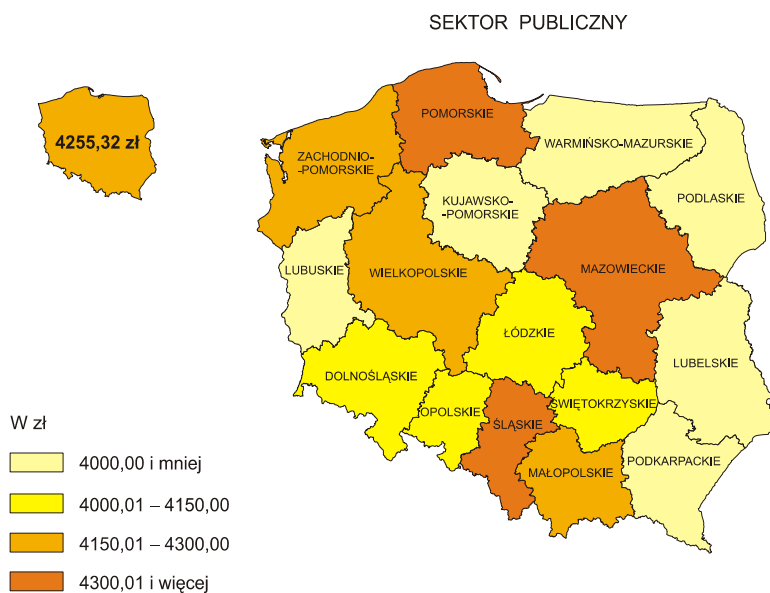 SEKTOR PUBLICZNY
4255,32 zł
POMORSKIE
WARMIŃSKO-MAZURSKIE
ZACHODNIO-
-POMORSKIE
KUJAWSKO-
-POMORSKIE
PODLASKIE
LUBUSKIE
WIELKOPOLSKIE
MAZOWIECKIE
ŁÓDZKIE
LUBELSKIE
DOLNOŚLĄSKIE
OPOLSKIE
ŚWIĘTOKRZYSKIE
ŚLĄSKIE
MAŁOPOLSKIE
PODKARPACKIE
W zł
4000,00 i mniej
4000,01 – 4150,00
4150,01 – 4300,00
4300,01 i więcej